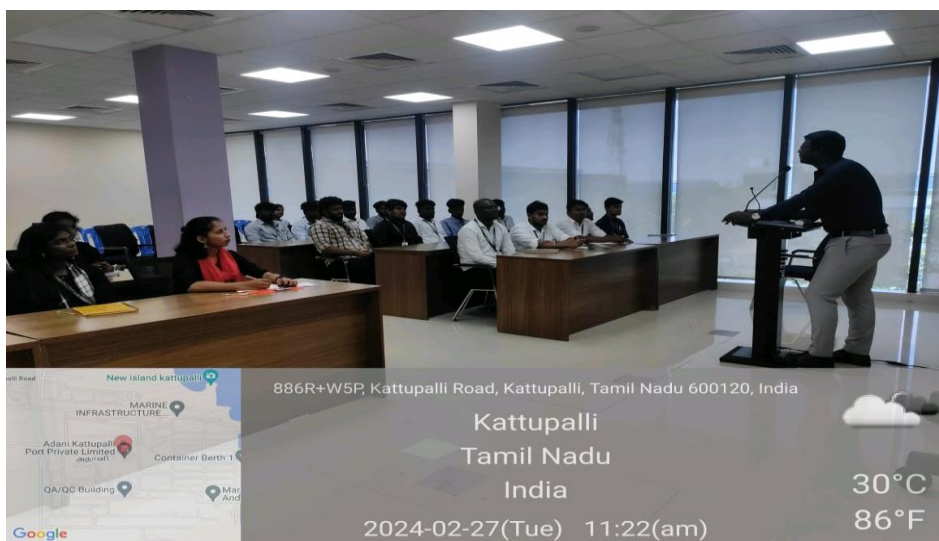 New island kattupalli
MARINE
INFRASTRUCTURE...
Adani Kattupalli
Port Private Limited
Container Berth 1
QA/QC Building
Google
886R+W5P, Kattupalli Road, Kattupalli, Tamil Nadu 600120, India
Kattupalli
Tamil Nadu
India
2024-02-27(Tue) 11:22(am)
30°C
86°F